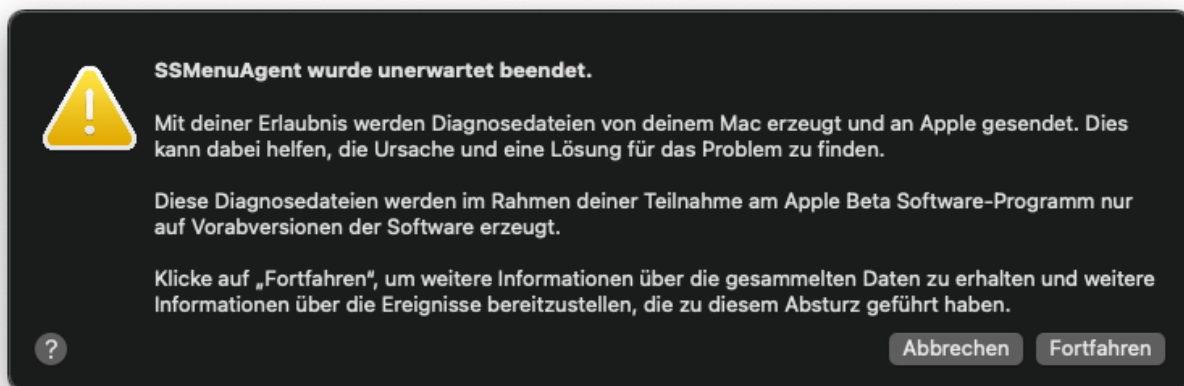 SSMenuAgent wurde unerwartet beendet.
Mit deiner Erlaubnis werden Diagnosedateien von deinem Mac erzeugt und an Apple gesendet. Dies
kann dabei helfen, die Ursache und eine Lösung für das Problem zu finden.
Diese Diagnosedateien werden im Rahmen deiner Teilnahme am Apple Beta Software-Programm nur
auf Vorabversionen der Software erzeugt.
Klicke auf „Fortfahren“, um weitere Informationen über die gesammelten Daten zu erhalten und weitere
Informationen über die Ereignisse bereitzustellen, die zu diesem Absturz geführt haben.
? Abbrechen Fortfahren